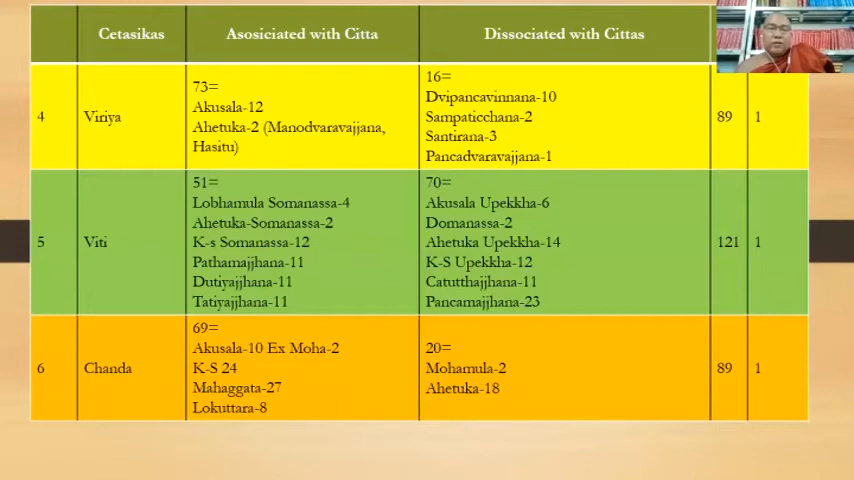 Cetasikas
Asosiciated with Citta
Dissociated with Cittas
4
Viriya
73=
Akusala-12
Ahetuka-2 (Manodvaravajjana,
Hasitu)
16=
Dvipancavinnana-10
Sampaticchana-2
Santirana-3
Pancadvaravajjana-1
89
1
5
Viti
51=
Lobhamula Somanassa-4
Ahetuka-Somanassa-2
K-s Somanassa-12
Pathamajjhana-11
Dutiyajjhana-11
Tatiyajjhana-11
70=
Akusala Upekkha-6
Domanassa-2
Ahetuka Upekkha-14
K-S Upekkha-12
Catutthajjhana-11
Pancamajjhana-23
121
1
6
Chanda
69=
Akusala-10 Ex Moha-2
K-S 24
Mahaggata-27
Lokuttara-8
20=
Mohamula-2
Ahetuka-18
89
1